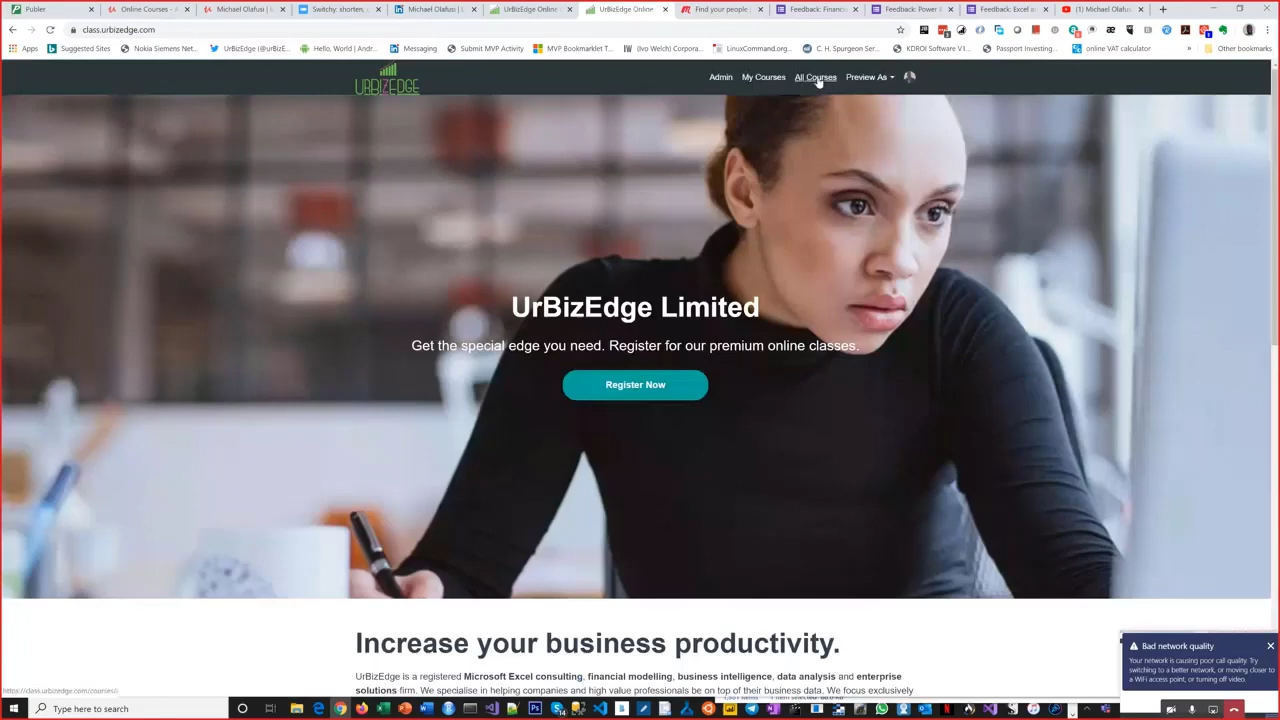 Publer
Online Courses - A
Michael Olafusi | U
Switchy: shorten, c
Michael Olafusi | Li
UrBizEdge Online
UrBizEdge Online
Find your people
Feedback: Financi
Feedback: Power B
Feedback: Excel an
(1) Michael Olafus
class.urbizedge.com
Apps
Suggested Sites
Nokia Siemens Net...
UrBizEdge (@urBizE...
Hello, World | Andr...
Messaging
Submit MVP Activity
MVP Bookmarklet T...
(Ivo Welch) Corpora...
LinuxCommand.org...
C. H. Spurgeon Ser...
KDROI Software V1...
Passport Investing...
online VAT calculator
»
Other bookmarks
URBIZEDGE
Admin
My Courses
All Courses
Preview As
UrBizEdge Limited
Get the special edge you need. Register for our premium online classes.
Register Now
Increase your business productivity.
UrBizEdge is a registered Microsoft Excel consulting, financial modelling, business intelligence, data analysis and enterprise
solutions firm. We specialise in helping companies and high value professionals be on top of their business data. We focus exclusively
Bad network quality
Your network is causing poor call quality. Try
switching to a better network, or moving closer to
a WiFi access point, or turning off video.
https://class.urbizedge.com/courses/
Type here to search